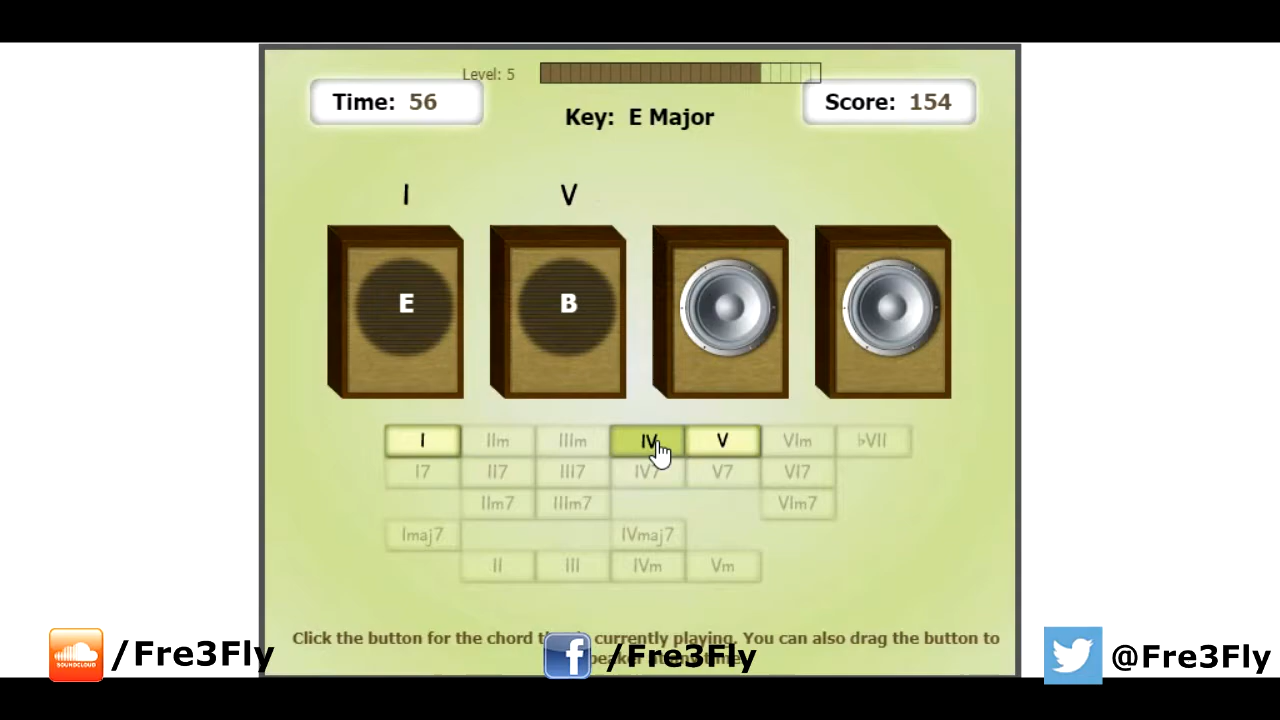 Level: 5
Time: 56
Score: 154
Key: E Major
I
V
E
B
I IIm IIIm IV V VIm ♭VII
I7 II7 III7 IV7 V7 VI7
IIm7 IIIm7 VIm7
Imaj7 IVmaj7
II III IVm Vm
Click the button for the chord currently playing. You can also drag the button to
/Fre3Fly /Fre3Fly @Fre3Fly
SOUNDCLOUD